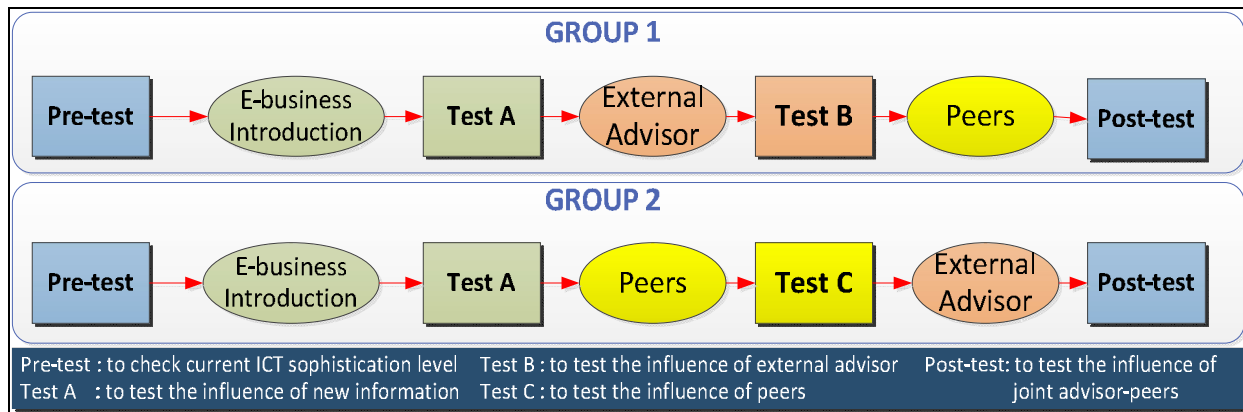 GROUP 1
Pre-test
E-business
Introduction
Test A
External
Advisor
Test B
Peers
Post-test
GROUP 2
Pre-test
E-business
Introduction
Test A
Peers
Test C
External
Advisor
Post-test
Pre-test : to check current ICT sophistication level
Test A : to test the influence of new information
Test B : to test the influence of external advisor
Test C : to test the influence of peers
Post-test: to test the influence of
joint advisor-peers